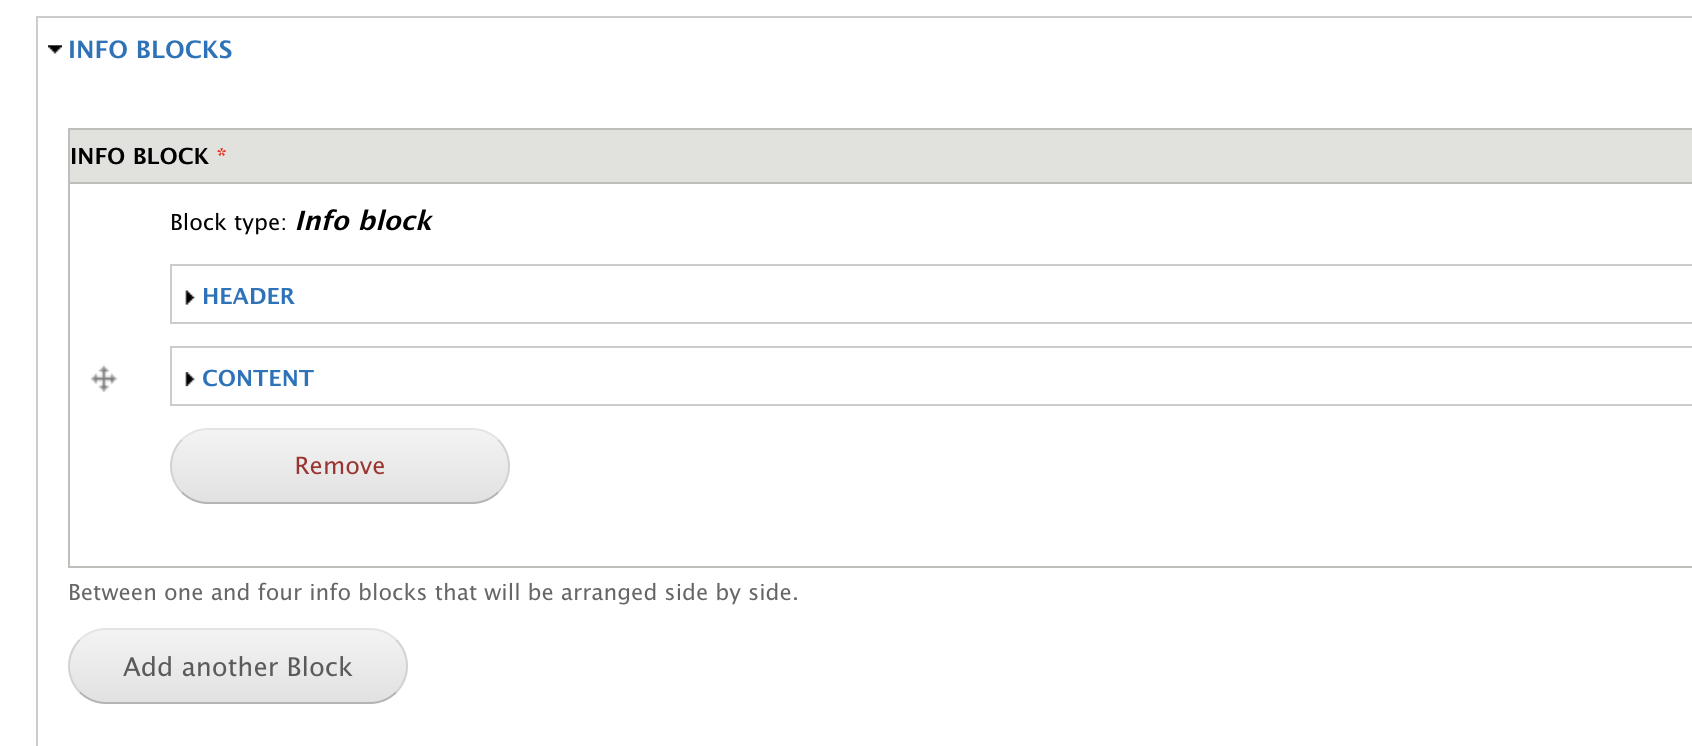 INFO BLOCKS
INFO BLOCK *
Block type: Info block
HEADER
CONTENT
Remove
Between one and four info blocks that will be arranged side by side.
Add another Block